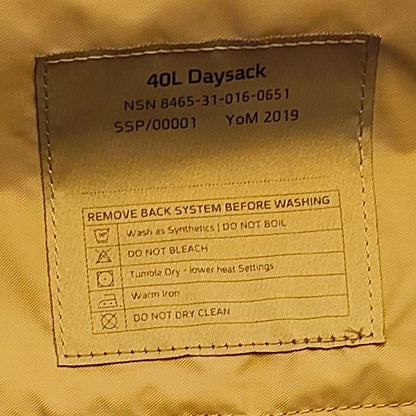 40L Daysack
NSN 8465-31-016-0651
SSP/00001 YoM 2019
REMOVE BACK SYSTEM BEFORE WASHING
Wash as Synthetics | DO NOT BOIL
DO NOT BLEACH
Tumble Dry - lower heat Settings
Warm Iron
DO NOT DRY CLEAN